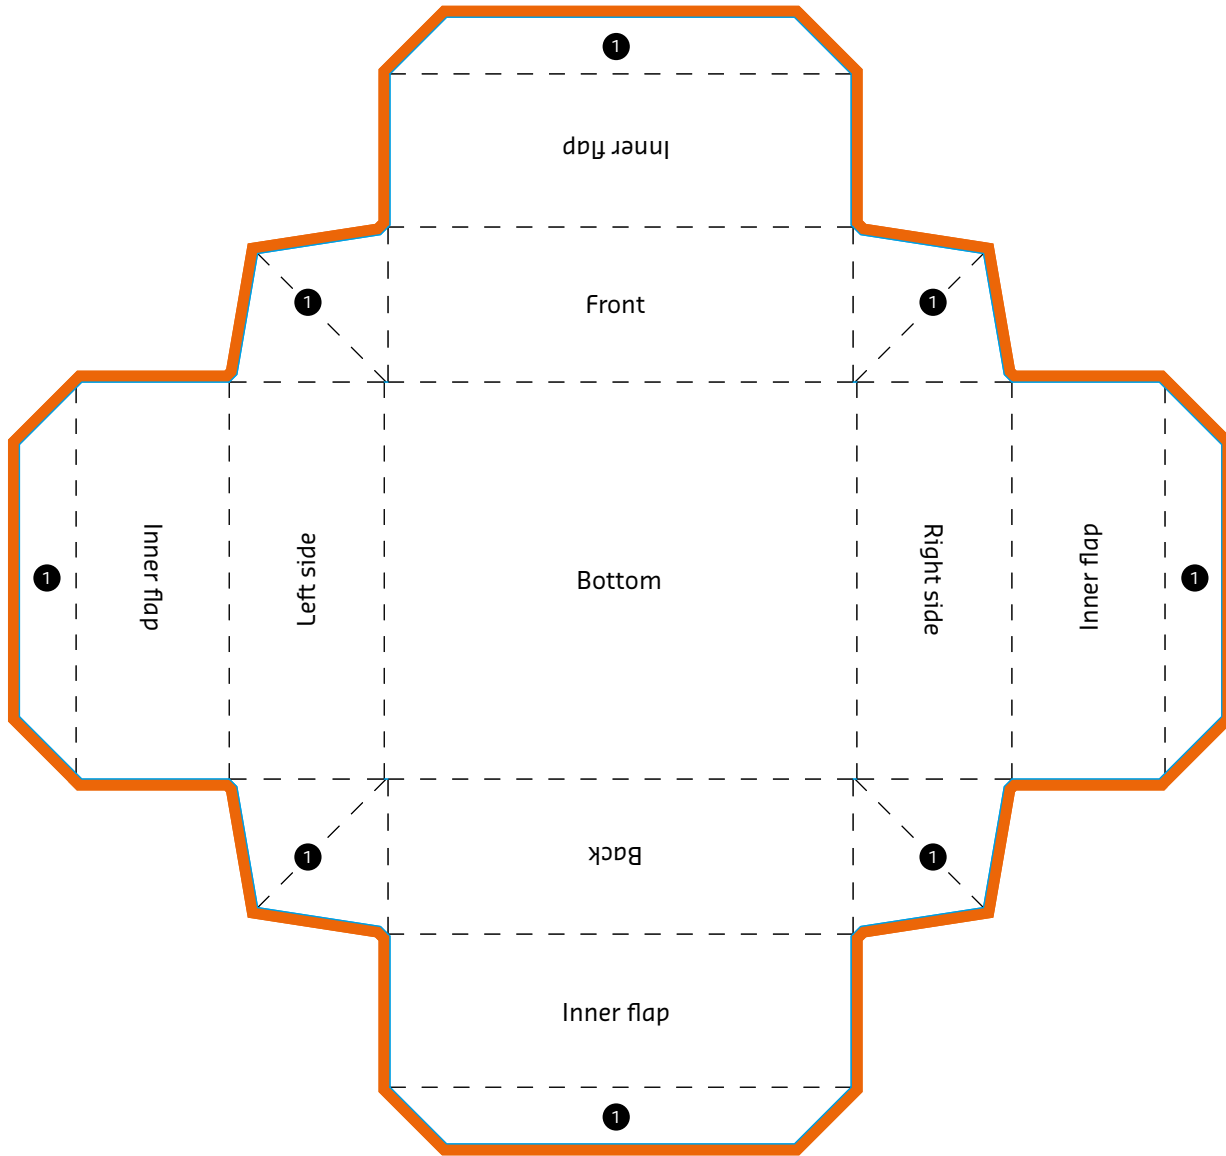 1
Inner flap
1
Front
1
1
Inner flap
Left side
Bottom
Right side
Inner flap
1
1
Back
1
Inner flap
1